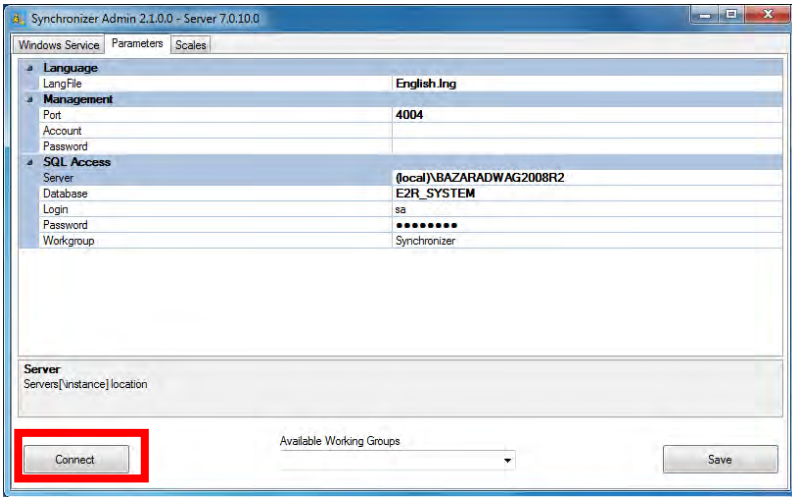 Synchronizer Admin 2.1.0.0 - Server 7.0.10.0
Windows Service Parameters Scales
Language
LangFile English.lng
Management
Port 4004
Account
Password
SQL Access
Server (local)\BAZARADWAG2008R2
Database E2R_SYSTEM
Login sa
Password ●●●●●●●●
Workgroup Synchronizer
Server
Servers[\instance] location
Available Working Groups
Connect Save